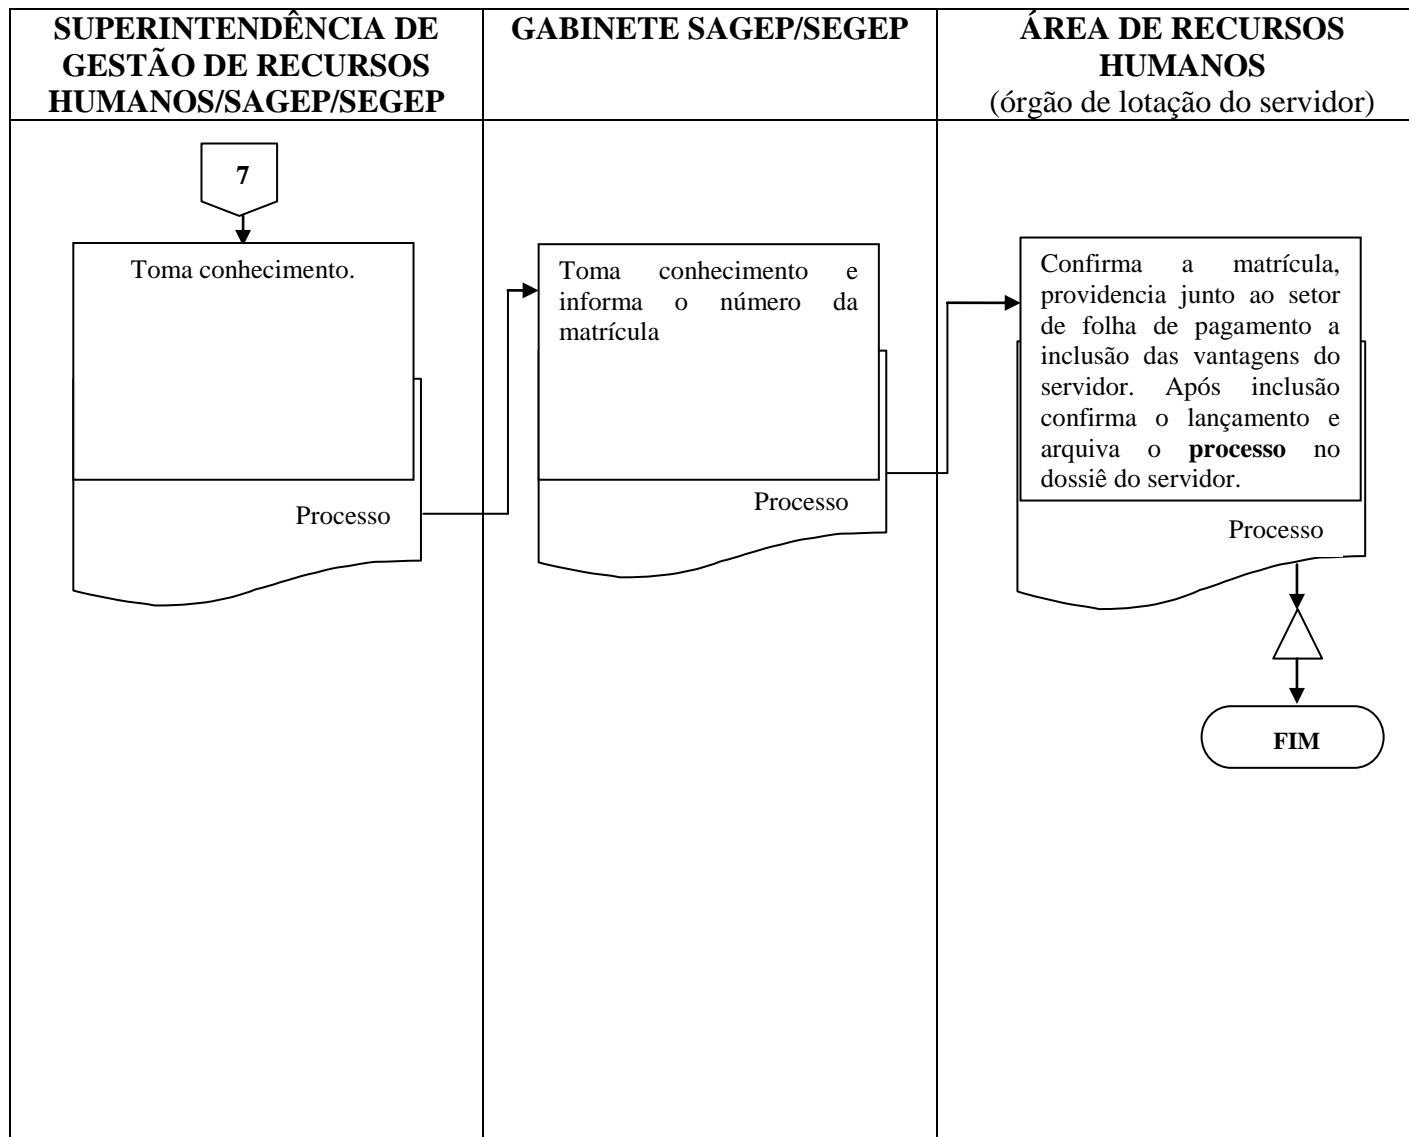 SUPERINTENDÊNCIA DE
GESTÃO DE RECURSOS
HUMANOS/SAGEP/SEGEP
GABINETE SAGEP/SEGEP
ÁREA DE RECURSOS
HUMANOS
(órgão de lotação do servidor)
7
Toma conhecimento.
Processo
Toma conhecimento e
informa o número da
matrícula
Processo
Confirma a matrícula,
providencia junto ao setor
de folha de pagamento a
inclusão das vantagens do
servidor. Após inclusão
confirma o lançamento e
arquiva o processo no
dossiê do servidor.
Processo
FIM